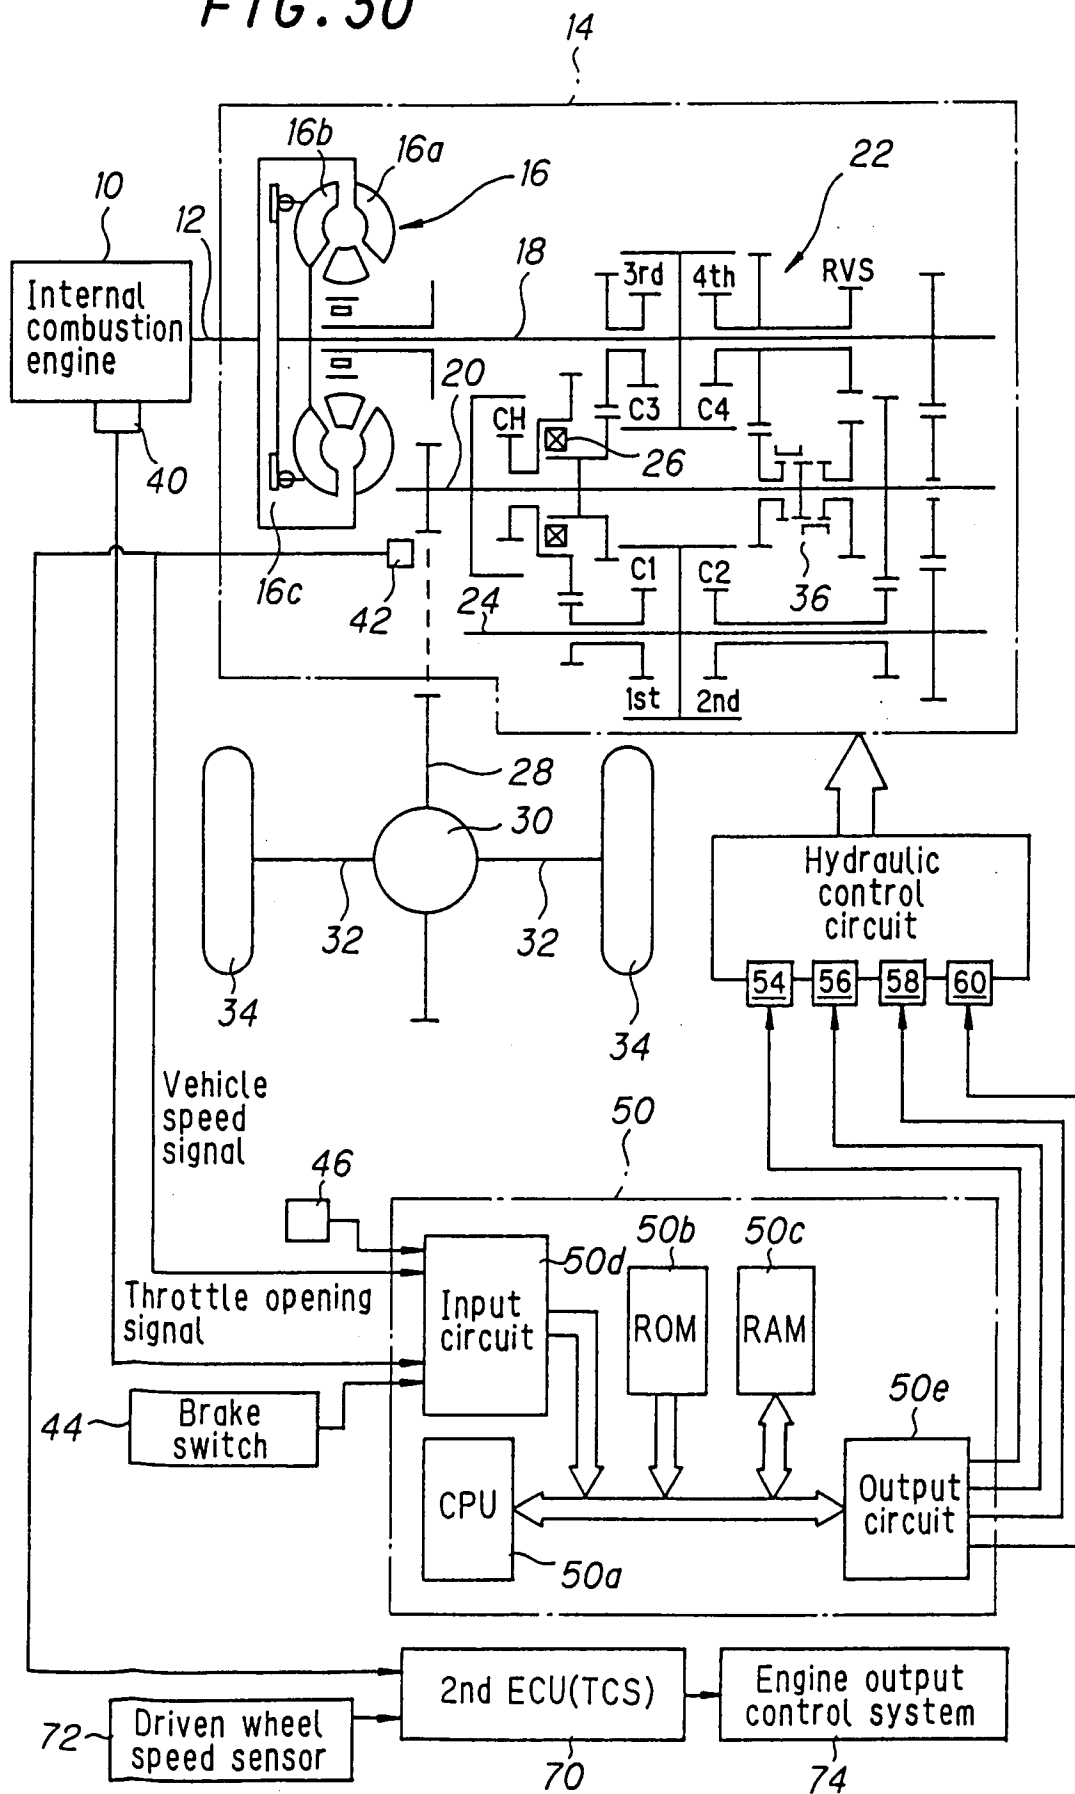 FIG. 30
14
16b
16a
16
22
10
12
Internal
combustion
engine
18
3rd
4th
RVS
20
CH
C3
C4
26
40
16c
42
C1
C2
36
24
1st
2nd
28
30
32
32
34
34
Hydraulic
control
circuit
54
56
58
60
Vehicle
speed
signal
50
46
50d
50b
50c
Throttle opening
signal
Input
circuit
ROM
RAM
50e
44
Brake
switch
CPU
Output
circuit
50a
2nd ECU(TCS)
Engine output
control system
72
Driven wheel
speed sensor
70
74